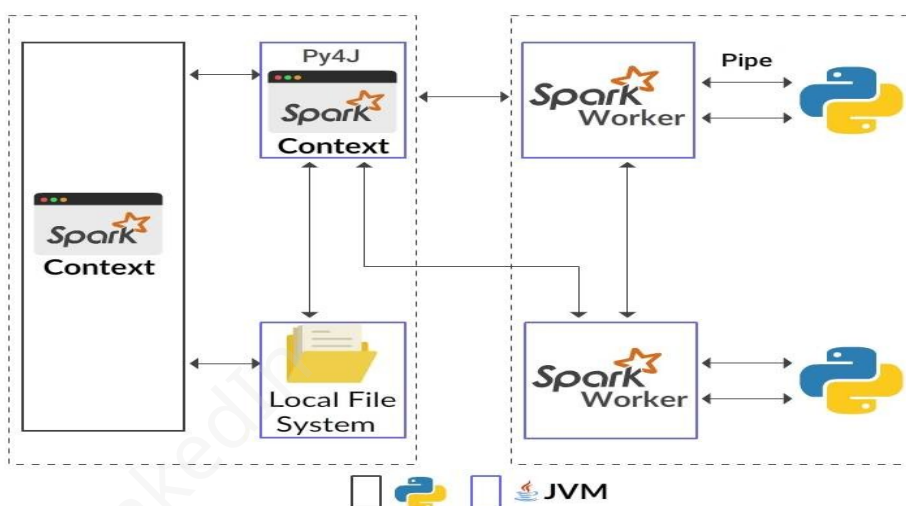 Py4J
Spark
Context
Spark
Worker
Pipe
Spark
Context
Local File
System
Spark
Worker
JVM